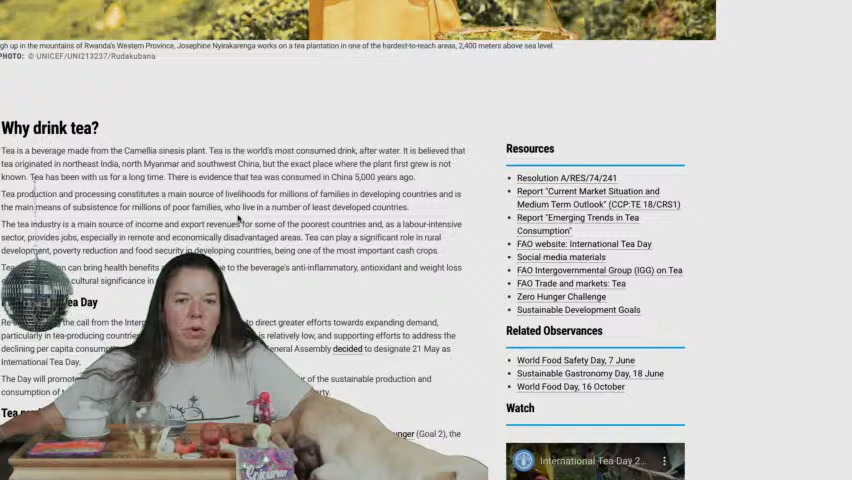 gh up in the mountains of Rwanda's Western Province, Josephine Nyirakarenga works on a tea plantation in one of the hardest-to-reach areas, 2,400 meters above sea level.
PHOTO: © UNICEF/UNI213237/Rudakubana
Why drink tea?
Tea is a beverage made from the Camellia sinesis plant. Tea is the world's most consumed drink, after water. It is believed that
tea originated in northeast India, north Myanmar and southwest China, but the exact place where the plant first grew is not
known. Tea has been with us for a long time. There is evidence that tea was consumed in China 5,000 years ago.
Tea production and processing constitutes a main source of livelihoods for millions of families in developing countries and is
the main means of subsistence for millions of poor families, who live in a number of least developed countries.
The tea industry is a main source of income and export revenues for some of the poorest countries and, as a labour-intensive
sector, provides jobs, especially in remote and economically disadvantaged areas. Tea can play a significant role in rural
development, poverty reduction and food security in developing countries, being one of the most important cash crops.
can bring health benefits to the beverage's anti-inflammatory, antioxidant and weight loss
cultural significance in
Tea Day
the call from the to direct greater efforts towards expanding demand,
particularly in tea-producing countries is relatively low, and supporting efforts to address the
declining per capita General Assembly decided to designate 21 May as
International Tea Day.
The Day will promote of the sustainable production and
consumption of
Tea
(Goal 2), the
Resources
• Resolution A/RES/74/241
• Report "Current Market Situation and
Medium Term Outlook" (CCP:TE 18/CRS1)
• Report "Emerging Trends in Tea
Consumption"
• FAO website: International Tea Day
• Social media materials
• FAO Intergovernmental Group (IGG) on Tea
• FAO Trade and markets: Tea
• Zero Hunger Challenge
• Sustainable Development Goals
Related Observances
• World Food Safety Day, 7 June
• Sustainable Gastronomy Day, 18 June
• World Food Day, 16 October
Watch
International Tea Day 2...